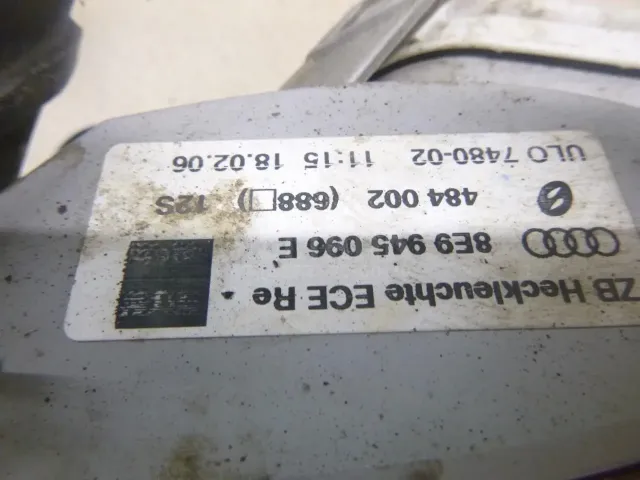 ZB Heckleuchte ECE Re
8E9 945 096 E
484 002 (688□) 12S
ULO 7480-02 11:15 18.02.06